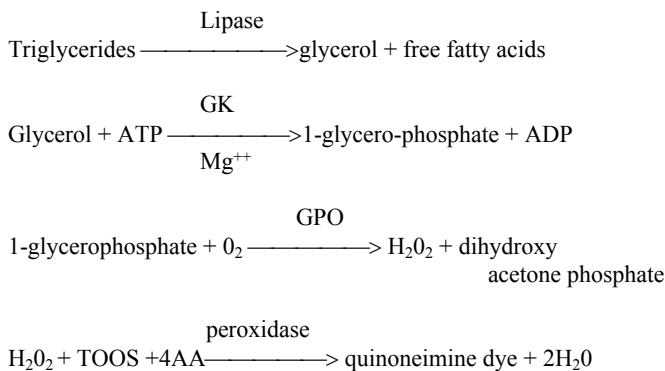 Lipase
Triglycerides ————————>glycerol + free fatty acids
GK
Glycerol + ATP ——————>1-glycero-phosphate + ADP
Mg⁺⁺
GPO
1-glycerophosphate + 0₂ ——————> H₂0₂ + dihydroxy
acetone phosphate
peroxidase
H₂0₂ + TOOS +4AA——————> quinoneimine dye + 2H₂0